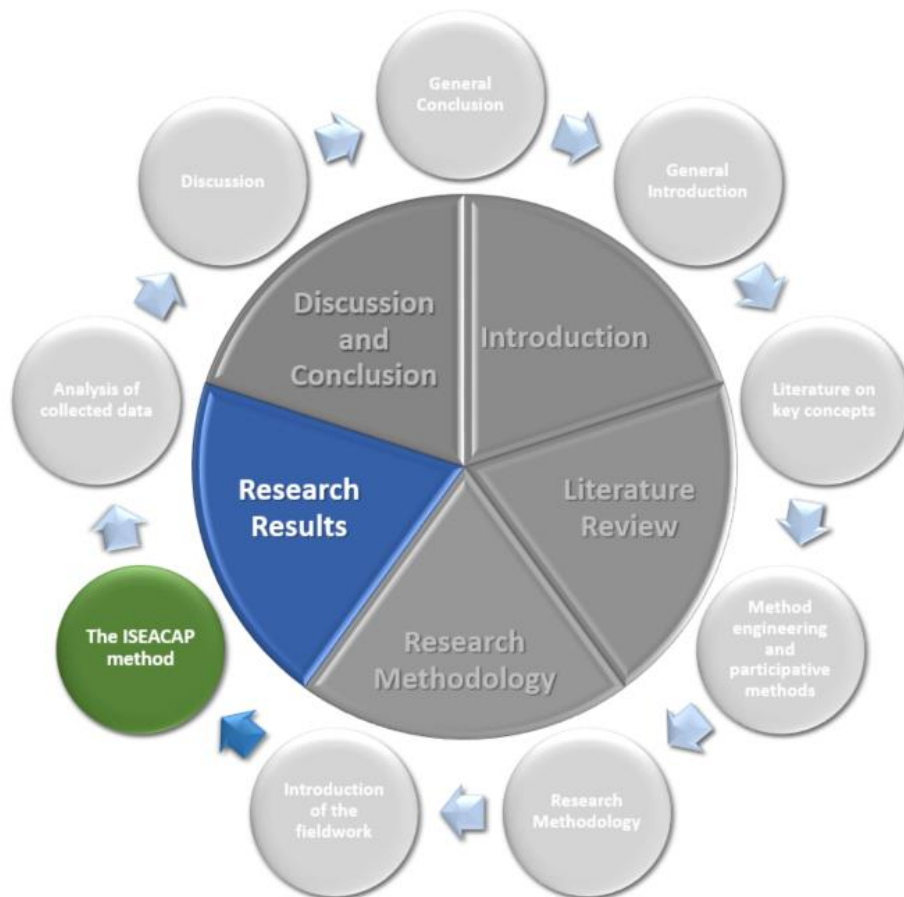 General
Conclusion
General
Introduction
Literature on
key concepts
Method
engineering
and
participative
methods
Research
Methodology
Introduction
of the
fieldwork
The ISEACAP
method
Analysis of
collected data
Discussion
Introduction
Literature
Review
Research
Methodology
Research
Results
Discussion
and
Conclusion